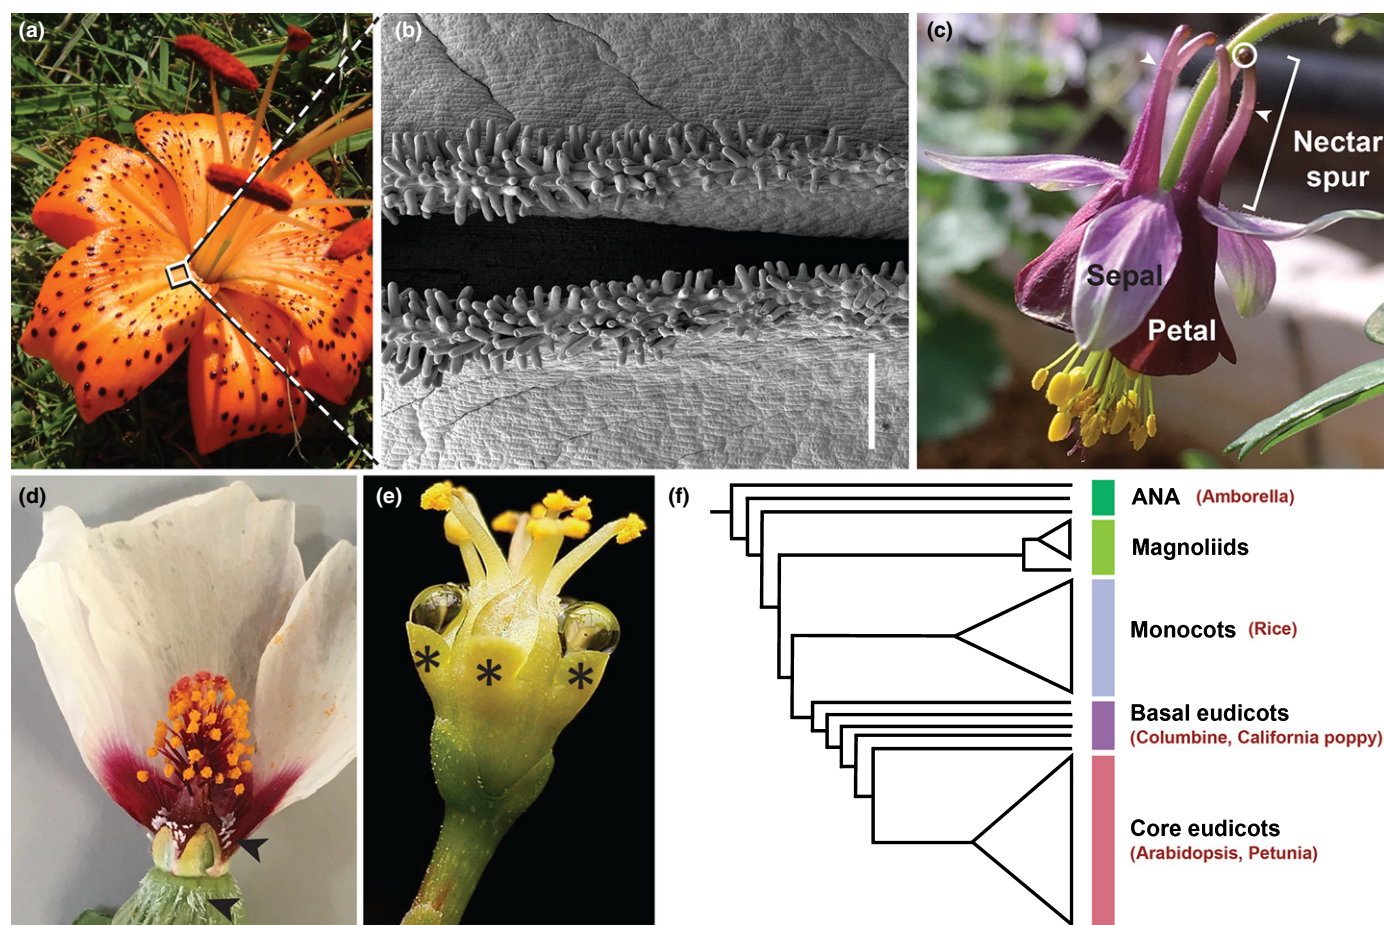 (a)
(b)
(c)
Nectar
spur
Sepal
Petal
(d)
(e)
* * *
(f)
ANA (Amborella)
Magnoliids
Monocots (Rice)
Basal eudicots
(Columbine, California poppy)
Core eudicots
(Arabidopsis, Petunia)